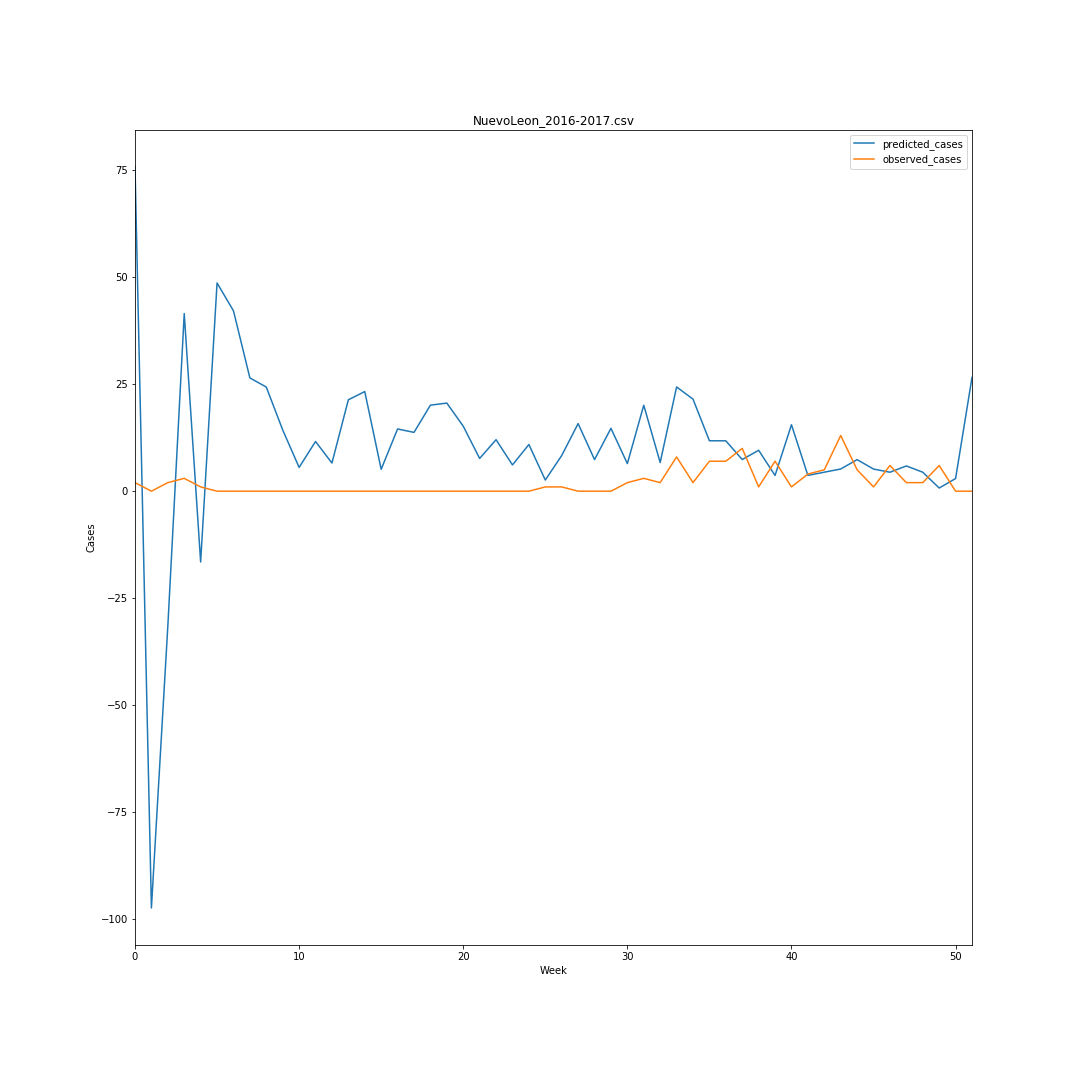 NuevoLeon_2016-2017.csv
predicted_cases
observed_cases
75
50
25
0
−25
−50
−75
−100
Cases
0 10 20 30 40 50
Week